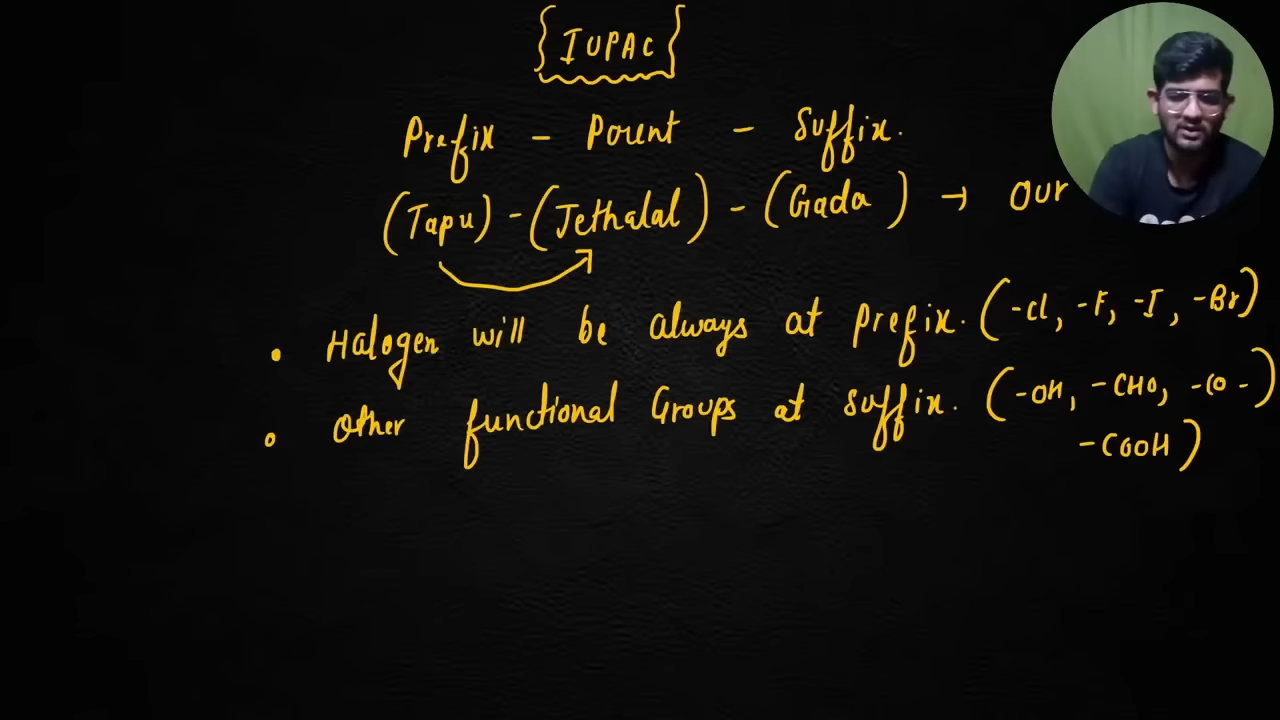 {IUPAC}
Prefix - Parent - Suffix.
(Tapu) - (Jethalal) - (Gada) → Our
• Halogen will be always at prefix. (-Cl, -F, -I, -Br)
• Other functional Groups at suffix. (-OH, -CHO, -CO-)
-COOH)